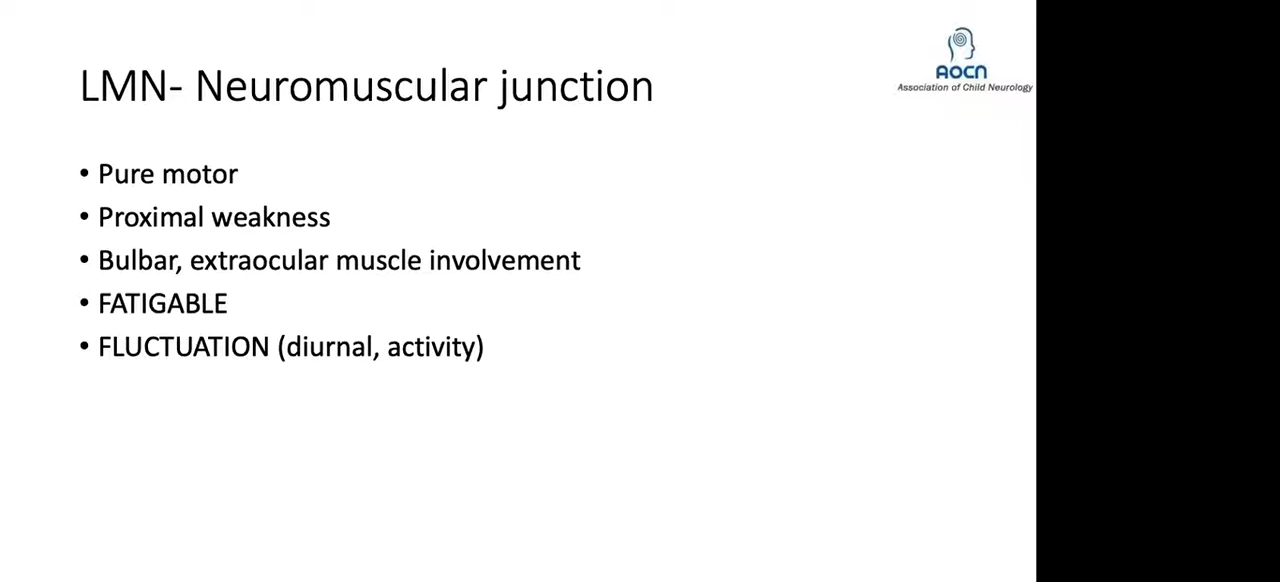 LMN- Neuromuscular junction
AOCN
Association of Child Neurology
• Pure motor
• Proximal weakness
• Bulbar, extraocular muscle involvement
• FATIGABLE
• FLUCTUATION (diurnal, activity)